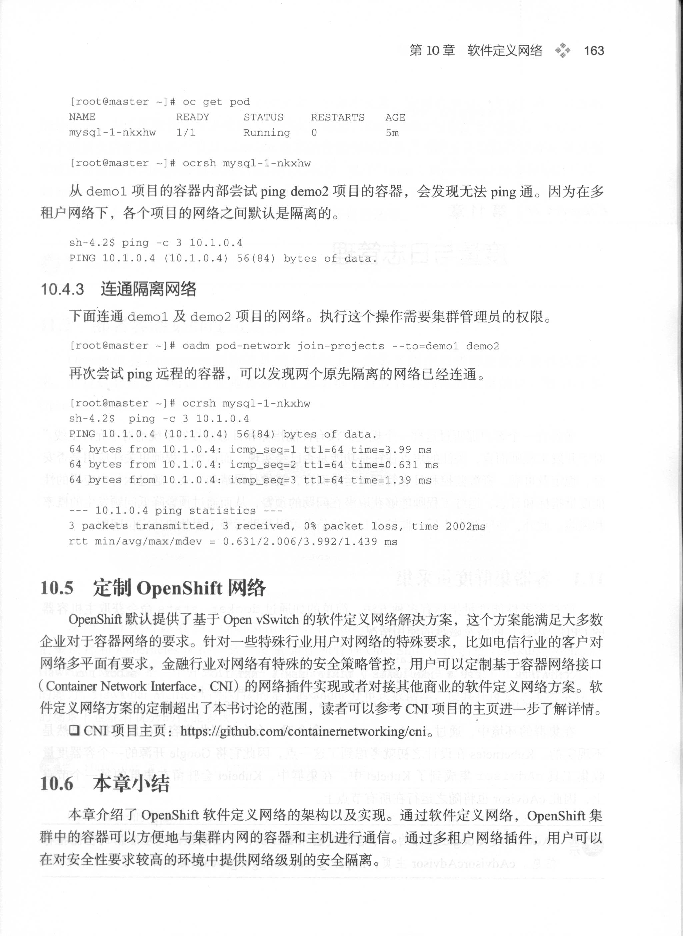 第 10 章 软件定义网络 163
[root@master ~]# oc get pod
NAME READY STATUS RESTARTS AGE
mysql-1-nkxhw 1/1 Running 0 5m
[root@master ~]# ocrsh mysql-1-nkxhw
从 demo1 项目的容器内部尝试 ping demo2 项目的容器，会发现无法 ping 通。因为在多
租户网络下，各个项目的网络之间默认是隔离的。
sh-4.2$ ping -c 3 10.1.0.4
PING 10.1.0.4 (10.1.0.4) 56(84) bytes of data.
10.4.3 连通隔离网络
下面连通 demo1 及 demo2 项目的网络。执行这个操作需要集群管理员的权限。
[root@master ~]# oadm pod-network join-projects --to=demo1 demo2
再次尝试 ping 远程的容器，可以发现两个原先隔离的网络已经连通。
[root@master ~]# ocrsh mysql-1-nkxhw
sh-4.2$ ping -c 3 10.1.0.4
PING 10.1.0.4 (10.1.0.4) 56(84) bytes of data.
64 bytes from 10.1.0.4: icmp_seq=1 ttl=64 time=3.99 ms
64 bytes from 10.1.0.4: icmp_seq=2 ttl=64 time=0.631 ms
64 bytes from 10.1.0.4: icmp_seq=3 ttl=64 time=1.39 ms
--- 10.1.0.4 ping statistics ---
3 packets transmitted, 3 received, 0% packet loss, time 2002ms
rtt min/avg/max/mdev = 0.631/2.006/3.992/1.439 ms
10.5 定制 OpenShift 网络
OpenShift 默认提供了基于 Open vSwitch 的软件定义网络解决方案，这个方案能满足大多数
企业对于容器网络的要求。针对一些特殊行业用户对网络的特殊要求，比如电信行业的客户对
网络多平面有要求，金融行业对网络有特殊的安全策略管控，用户可以定制基于容器网络接口
（Container Network Interface，CNI）的网络插件实现或者对接其他商业的软件定义网络方案。软
件定义网络方案的定制超出了本书讨论的范围，读者可以参考 CNI 项目的主页进一步了解详情。
❑ CNI 项目主页：https://github.com/containernetworking/cni。
10.6 本章小结
本章介绍了 OpenShift 软件定义网络的架构以及实现。通过软件定义网络，OpenShift 集
群中的容器可以方便地与集群内网的容器和主机进行通信。通过多租户网络插件，用户可以
在对安全性要求较高的环境中提供网络级别的安全隔离。